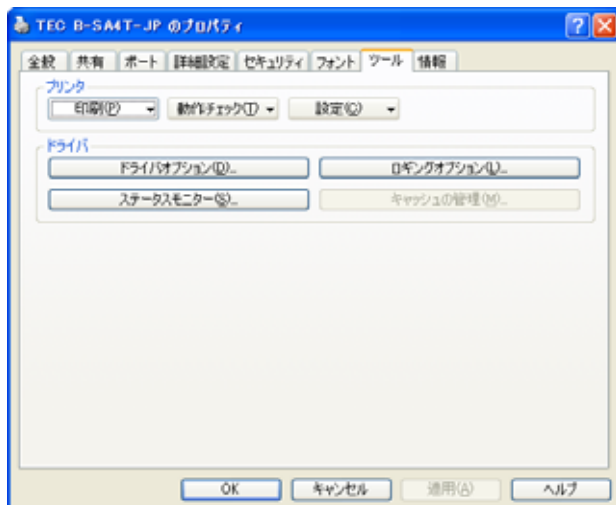 TEC B-SA4T-JP のプロパティ
全般 共有 ポート 詳細設定 セキュリティ フォント ツール 情報
プリンタ
印刷(P) 動作チェック(T) 設定(C)
ドライバ
ドライバオプション(D)... ロギングオプション(L)...
ステータスモニター(S)... キャッシュの管理(M)...
OK キャンセル 適用(A) ヘルプ